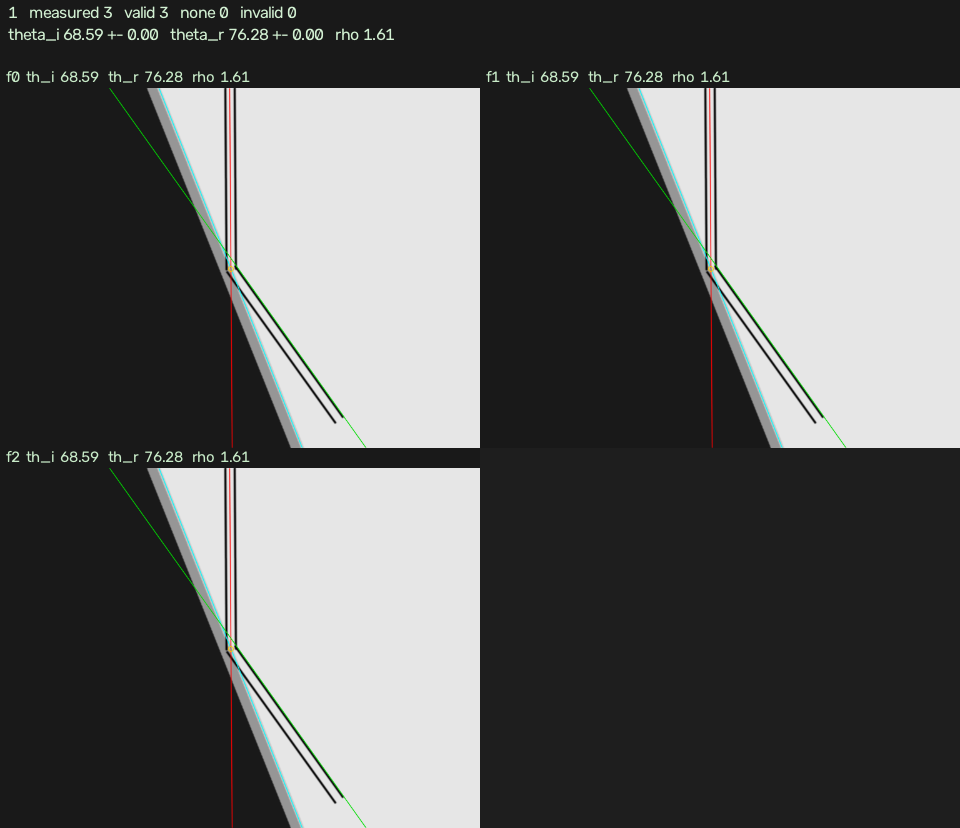 1 measured 3 valid 3 none 0 invalid 0
theta_i 68.59 +- 0.00 theta_r 76.28 +- 0.00 rho 1.61
f0 th_i 68.59 th_r 76.28 rho 1.61
f1 th_i 68.59 th_r 76.28 rho 1.61
f2 th_i 68.59 th_r 76.28 rho 1.61